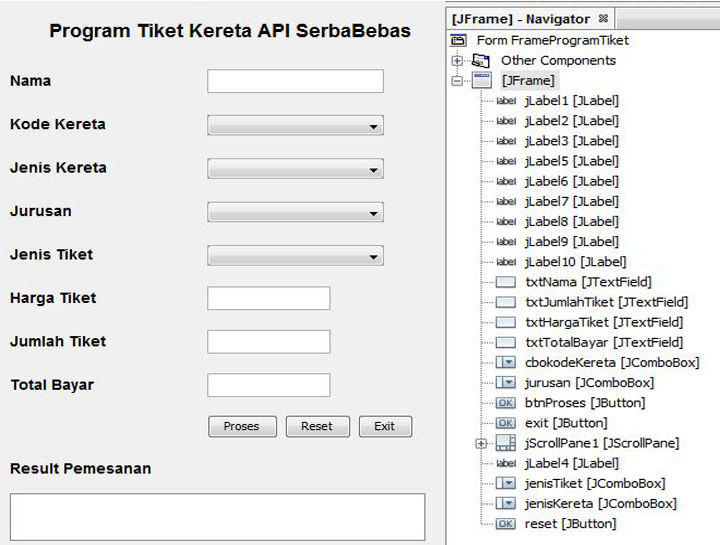 Program Tiket Kereta API SerbaBebas
Nama
Kode Kereta
Jenis Kereta
Jurusan
Jenis Tiket
Harga Tiket
Jumlah Tiket
Total Bayar
Proses Reset Exit
Result Pemesanan
[JFrame] - Navigator
Form FrameProgramTiket
Other Components
[JFrame]
label jLabel1 [JLabel]
label jLabel2 [JLabel]
label jLabel3 [JLabel]
label jLabel5 [JLabel]
label jLabel6 [JLabel]
label jLabel7 [JLabel]
label jLabel8 [JLabel]
label jLabel9 [JLabel]
label jLabel10 [JLabel]
txtNama [JTextField]
txtJumlahTiket [JTextField]
txtHargaTiket [JTextField]
txtTotalBayar [JTextField]
cbokodeKereta [JComboBox]
jurusan [JComboBox]
OK btnProses [JButton]
OK exit [JButton]
jScrollPane1 [JScrollPane]
label jLabel4 [JLabel]
jenisTiket [JComboBox]
jenisKereta [JComboBox]
OK reset [JButton]